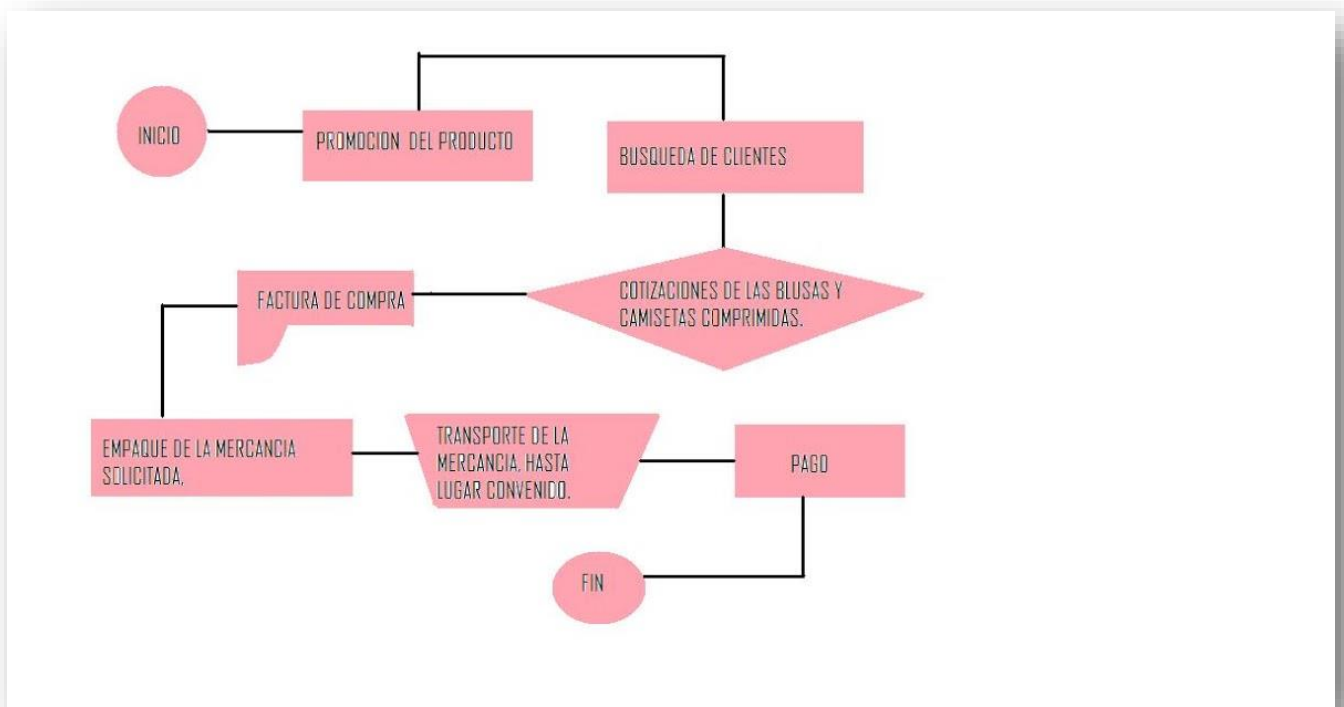 INICIO
PROMOCION DEL PRODUCTO
BUSQUEDA DE CLIENTES
COTIZACIONES DE LAS BLUSAS Y
CAMISETAS COMPRIMIDAS.
FACTURA DE COMPRA
EMPAQUE DE LA MERCANCIA
SOLICITADA,
TRANSPORTE DE LA
MERCANCIA, HASTA
LUGAR CONVENIDO.
PAGO
FIN